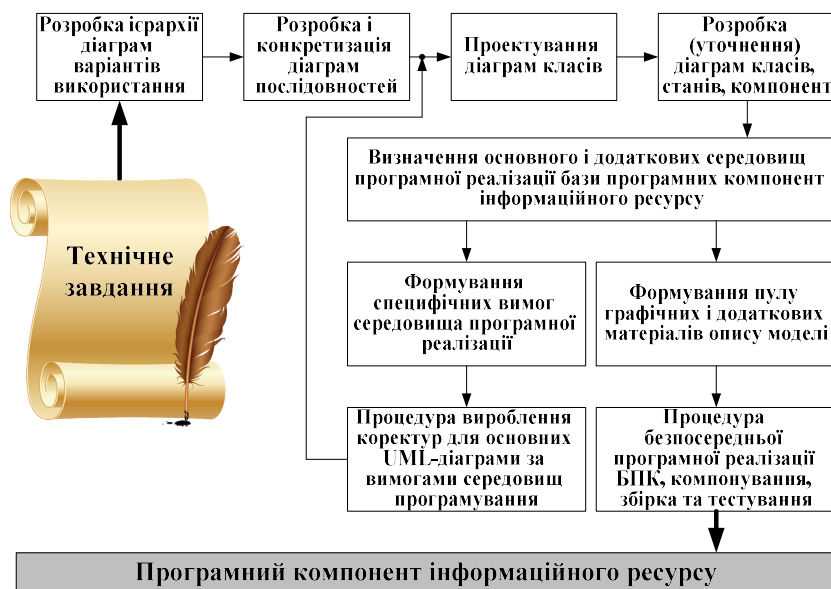 Розробка ієрархії
діаграм
варіантів
використання
Розробка і
конкретизація
діаграм
послідовностей
Проектування
діаграм класів
Розробка
(уточнення)
діаграм класів,
станів, компонент
Визначення основного і додаткових середовищ
програмної реалізації бази програмних компонент
інформаційного ресурсу
Технічне
завдання
Формування
специфічних вимог
середовища програмної
реалізації
Формування пулу
графічних і додаткових
матеріалів опису моделі
Процедура вироблення
коректур для основних
UML-діаграми за
вимогами середовищ
програмування
Процедура
безпосередньої
програмної реалізації
БПК, компонування,
збірка та тестування
Програмний компонент інформаційного ресурсу